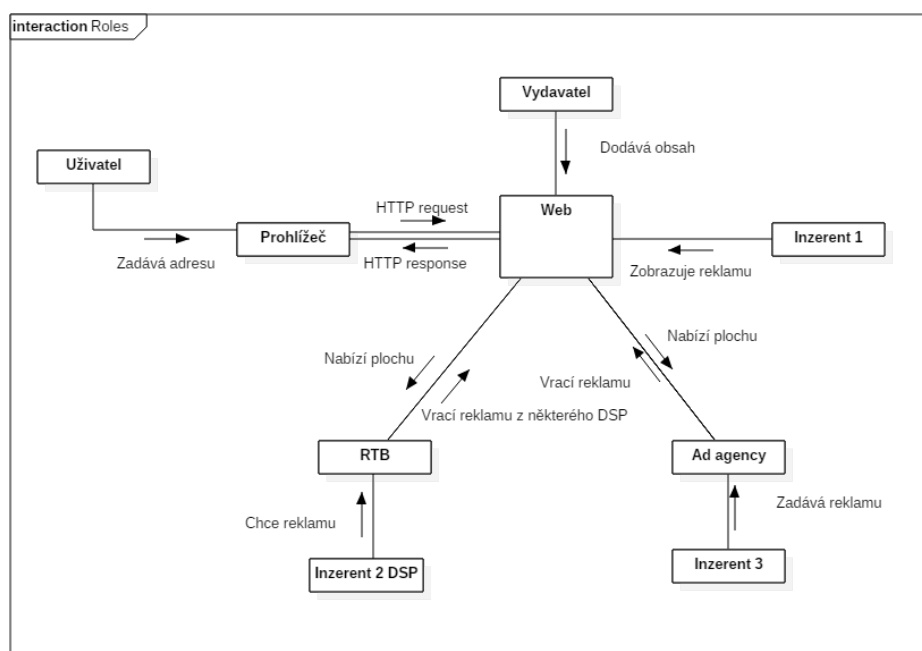 interaction Roles
Vydavatel
Dodává obsah
Uživatel
HTTP request
Web
Prohlížeč
Inzerent 1
Zadává adresu
HTTP response
Zobrazuje reklamu
Nabízí plochu
Nabízí plochu
Vrací reklamu
Vrací reklamu z některého DSP
RTB
Ad agency
Chce reklamu
Zadává reklamu
Inzerent 2 DSP
Inzerent 3